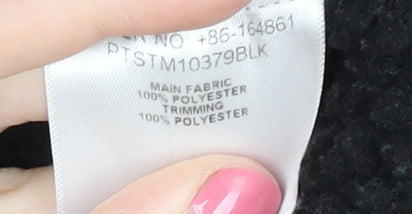 NO: +86-164861
PTSTM10379BLK
MAIN FABRIC
100% POLYESTER
TRIMMING
100% POLYESTER